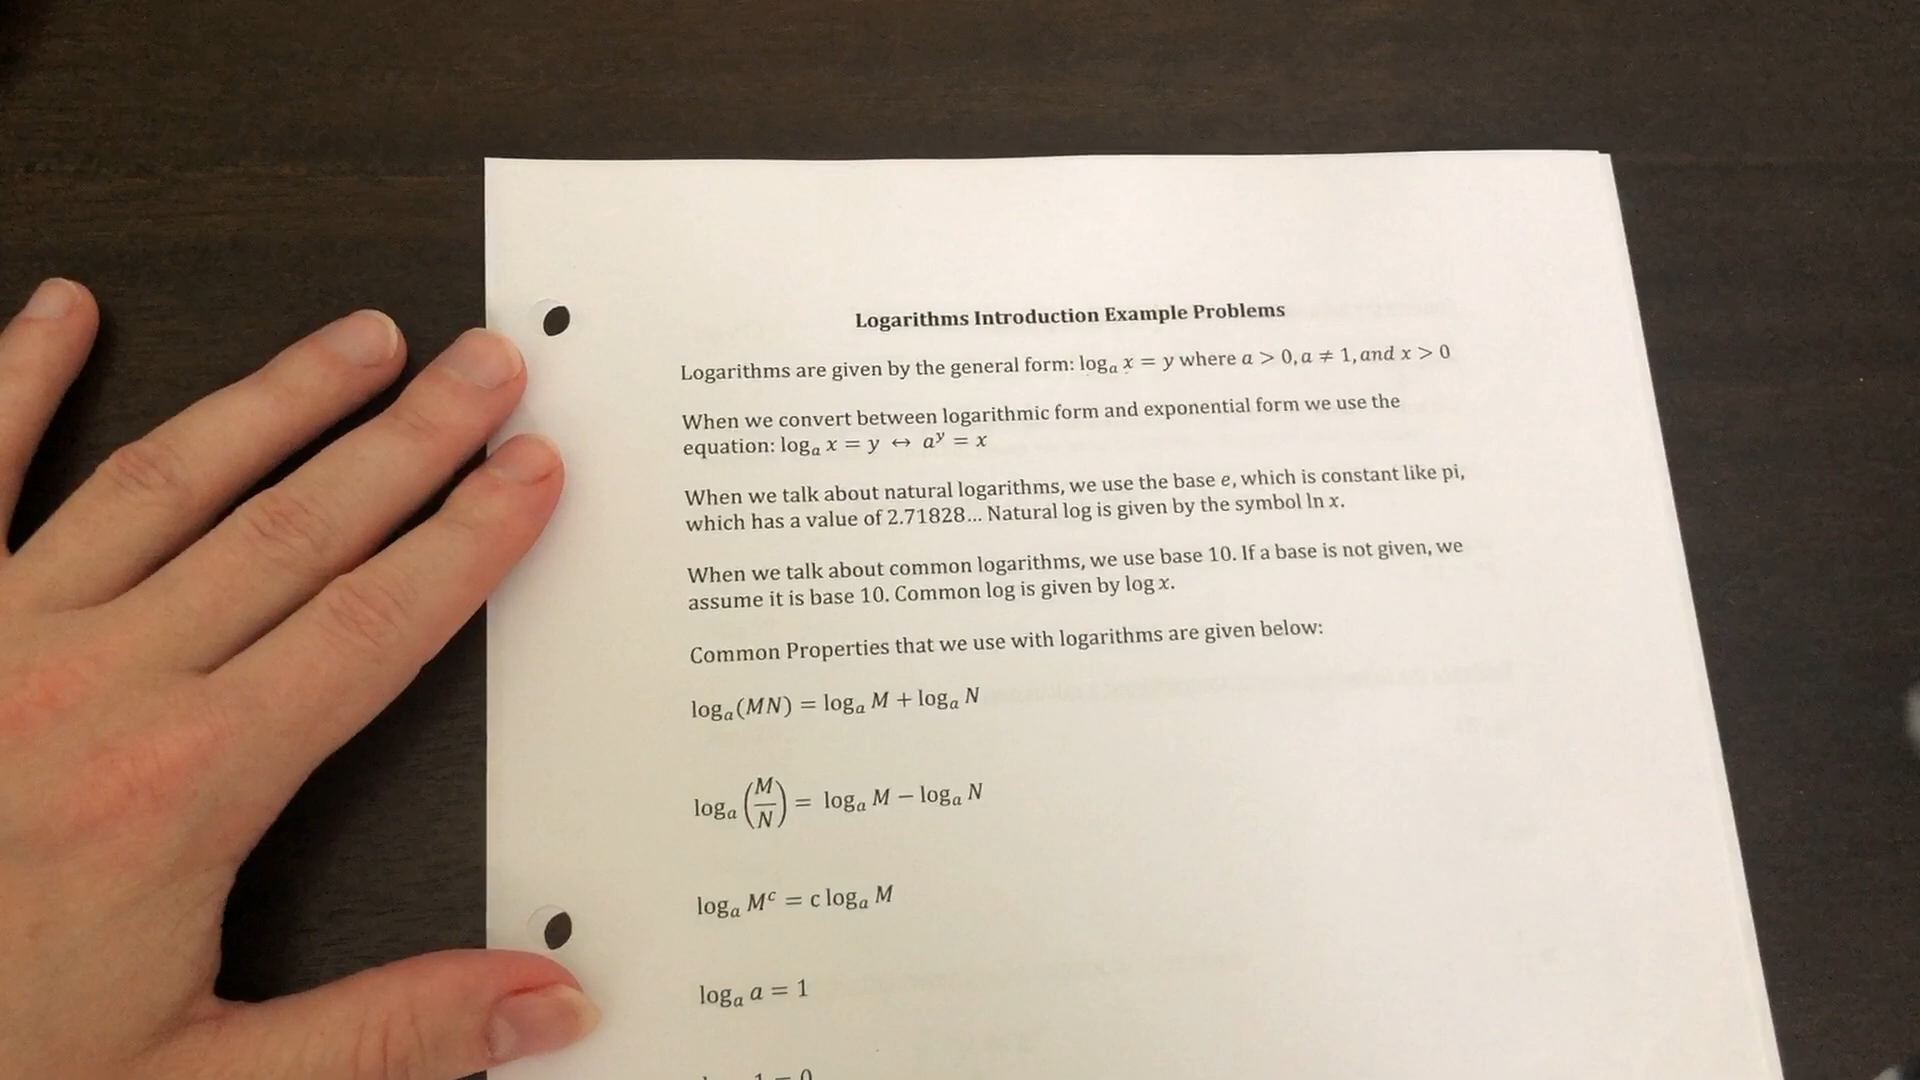 Logarithms Introduction Example Problems
Logarithms are given by the general form: logₐ x = y where a > 0, a ≠ 1, and x > 0
When we convert between logarithmic form and exponential form we use the
equation: logₐ x = y ↔ aʸ = x
When we talk about natural logarithms, we use the base e, which is constant like pi,
which has a value of 2.71828... Natural log is given by the symbol ln x.
When we talk about common logarithms, we use base 10. If a base is not given, we
assume it is base 10. Common log is given by log x.
Common Properties that we use with logarithms are given below:
logₐ(MN) = logₐ M + logₐ N
logₐ (M/N) = logₐ M − logₐ N
logₐ Mᶜ = c logₐ M
logₐ a = 1
1 = 0